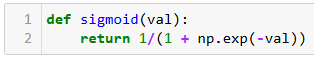 1 def sigmoid(val):
2     return 1/(1 + np.exp(-val))